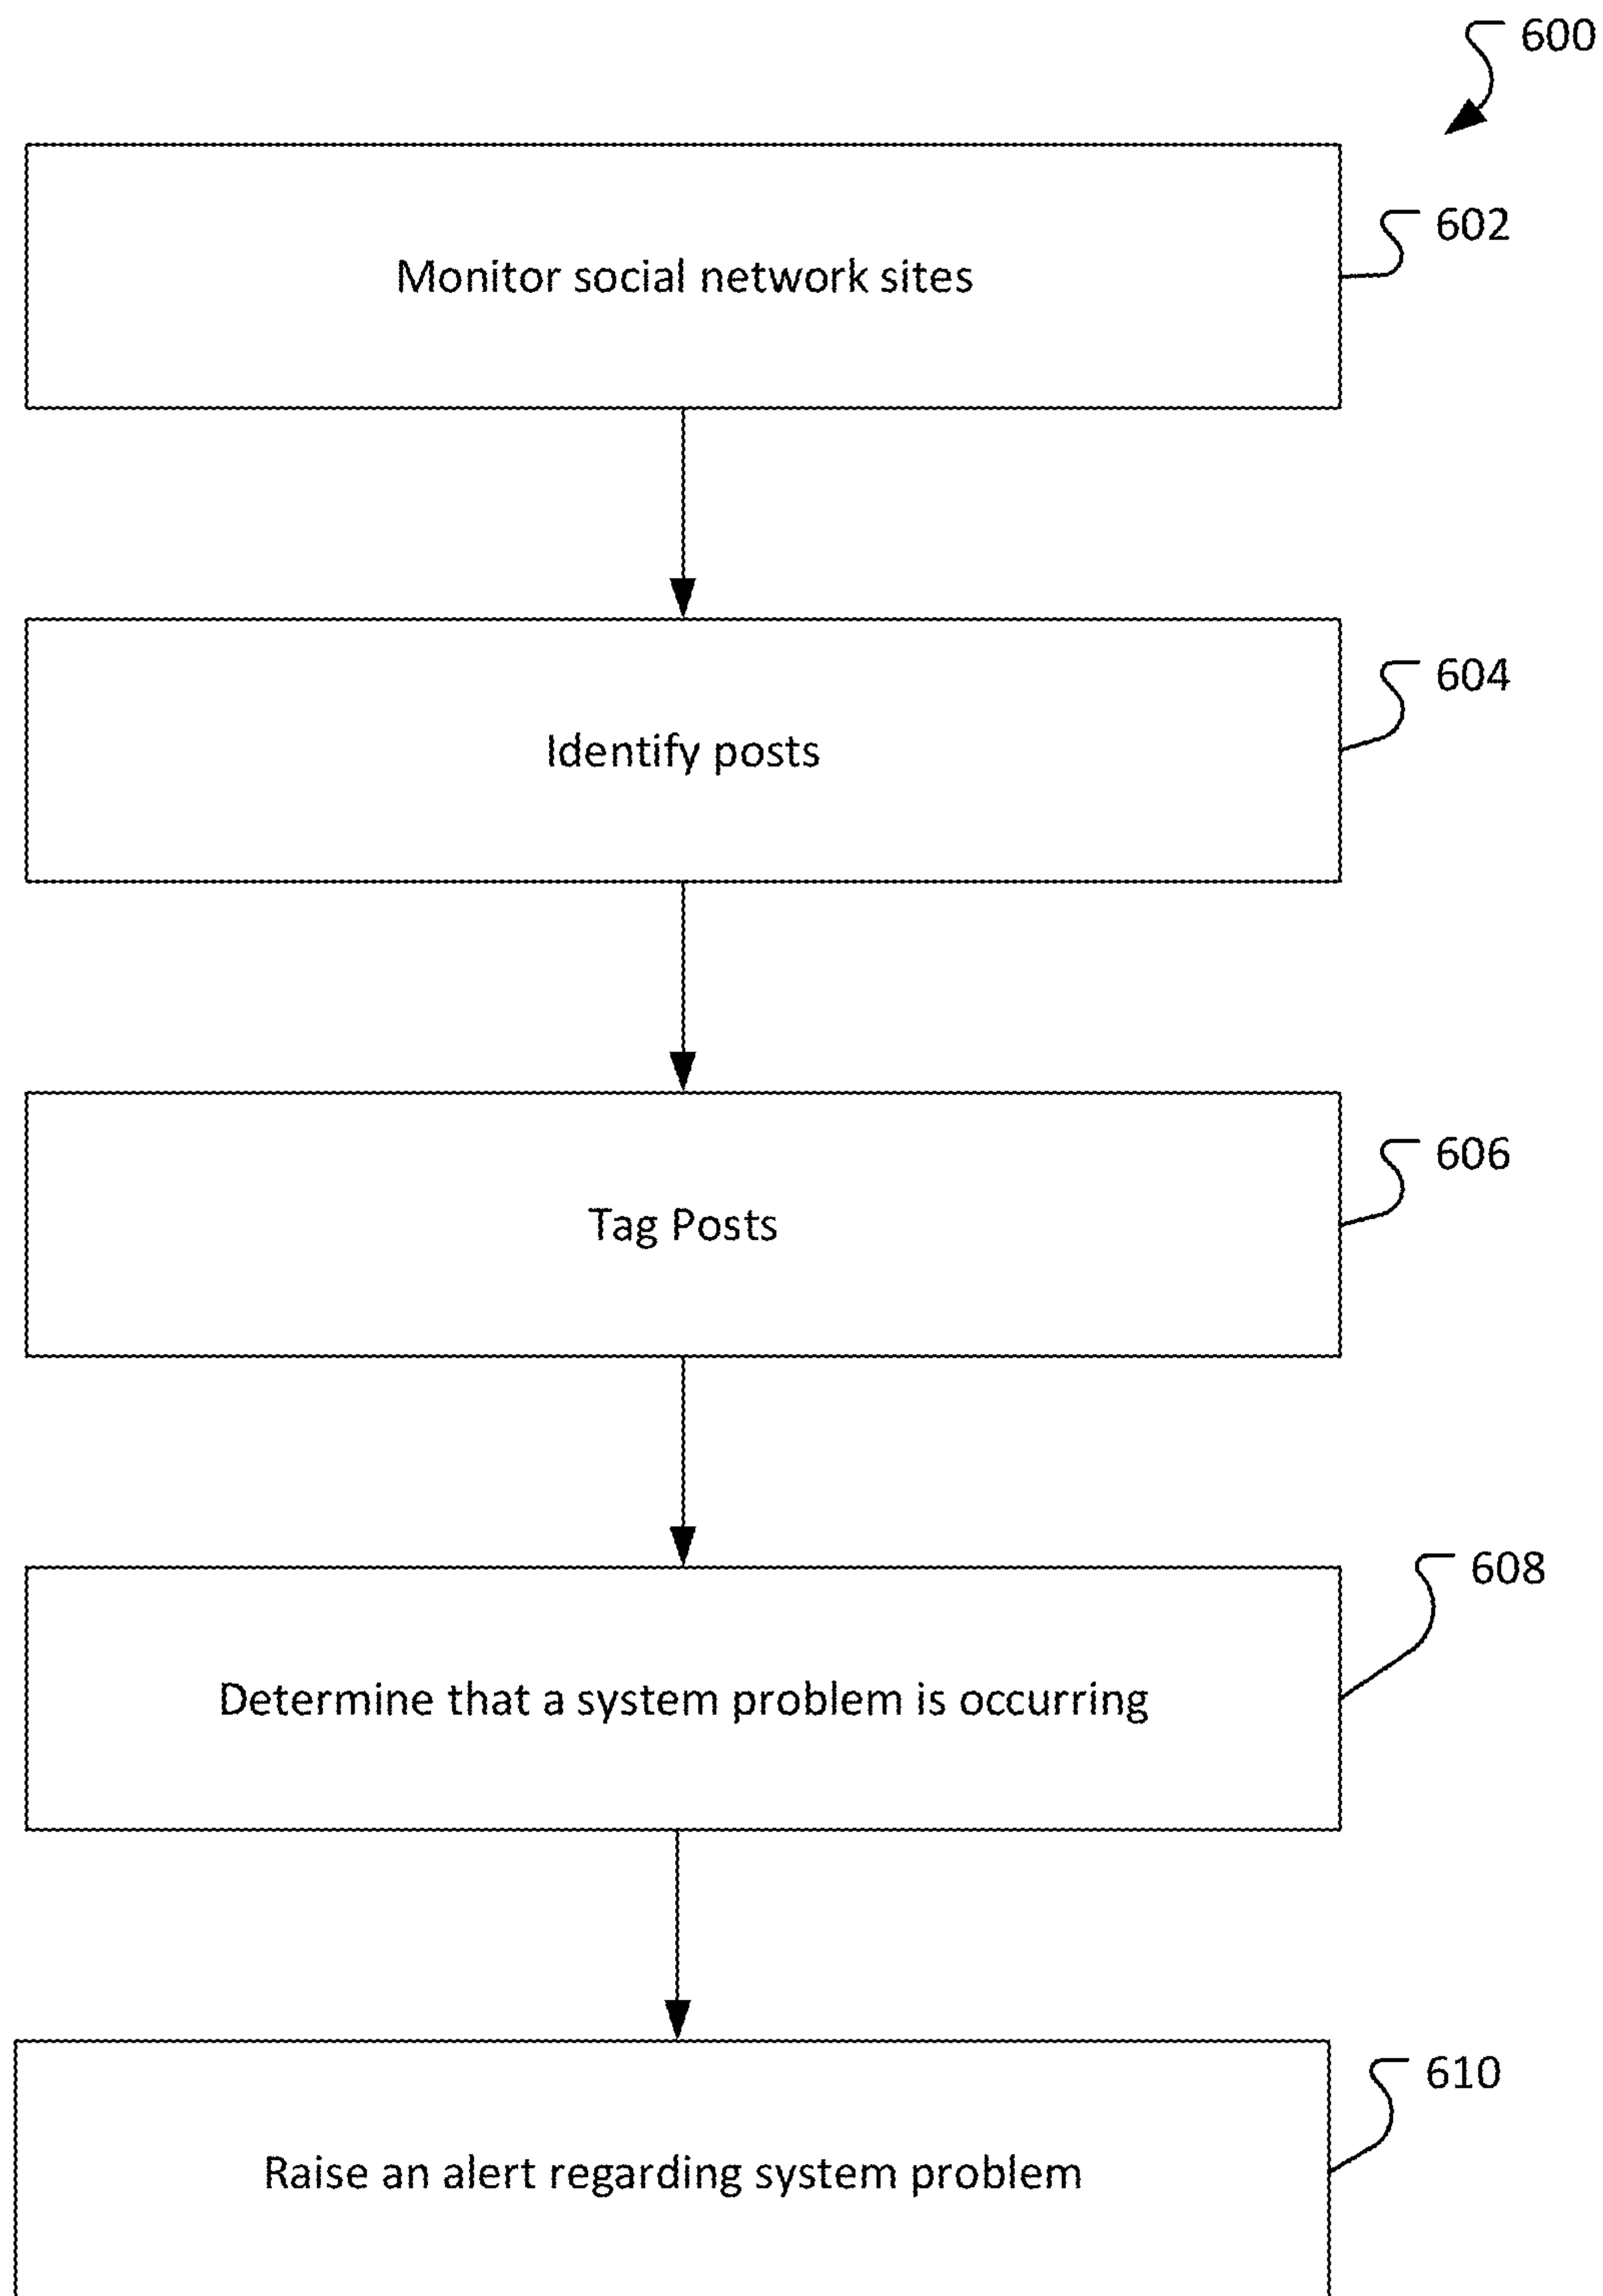 600
Monitor social network sites
602
Identify posts
604
Tag Posts
606
Determine that a system problem is occurring
608
Raise an alert regarding system problem
610